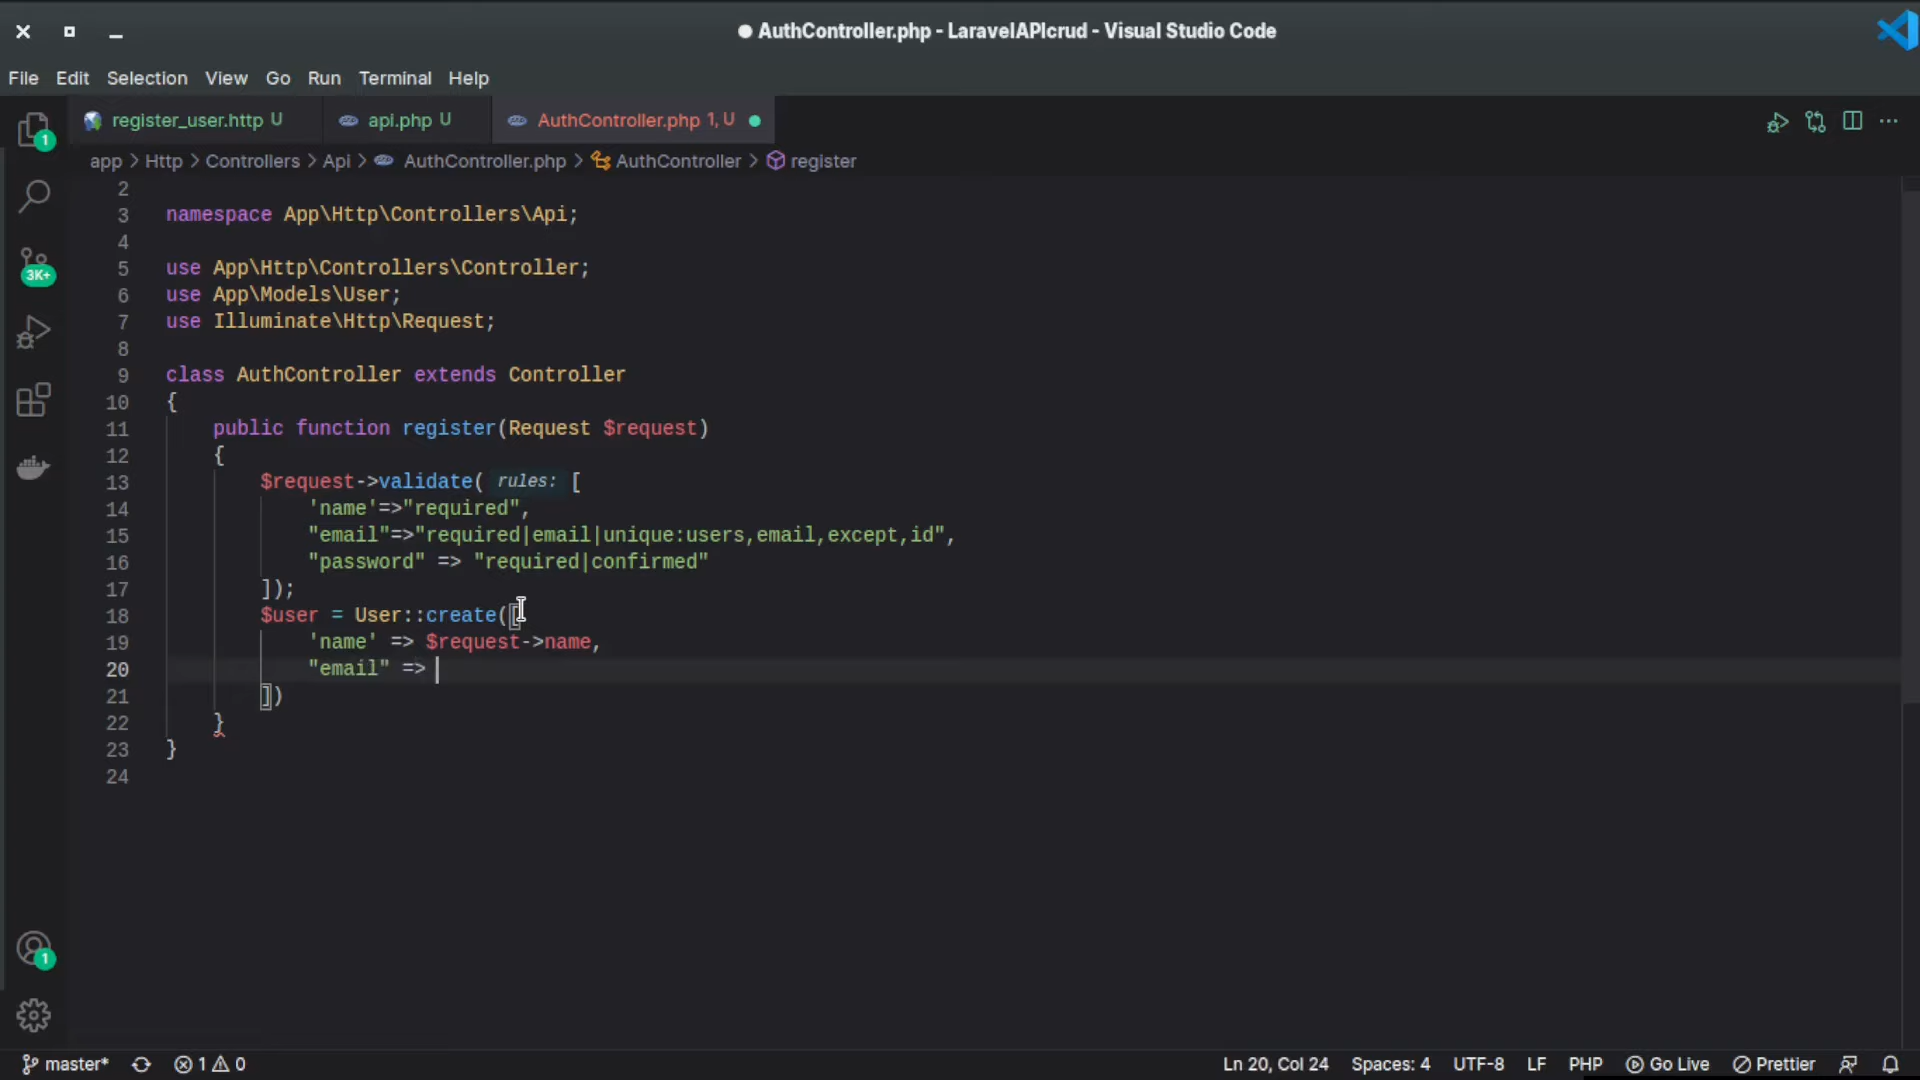 AuthController.php - LaravelAPIcrud - Visual Studio Code
File Edit Selection View Go Run Terminal Help
register_user.http U api.php U AuthController.php 1, U
app > Http > Controllers > Api > AuthController.php > AuthController > register
1
3K+
2
3 namespace App\Http\Controllers\Api;
4
5 use App\Http\Controllers\Controller;
6 use App\Models\User;
7 use Illuminate\Http\Request;
8
9 class AuthController extends Controller
10 {
11 public function register(Request $request)
12 {
13 $request->validate( rules: [
14 'name'=>"required",
15 "email"=>"required|email|unique:users,email,except,id",
16 "password" => "required|confirmed"
17 ]);
18 $user = User::create([
19 'name' => $request->name,
20 "email" =>
21 ])
22 }
23 }
24
1
master* 1 0 Ln 20, Col 24 Spaces: 4 UTF-8 LF PHP Go Live Prettier